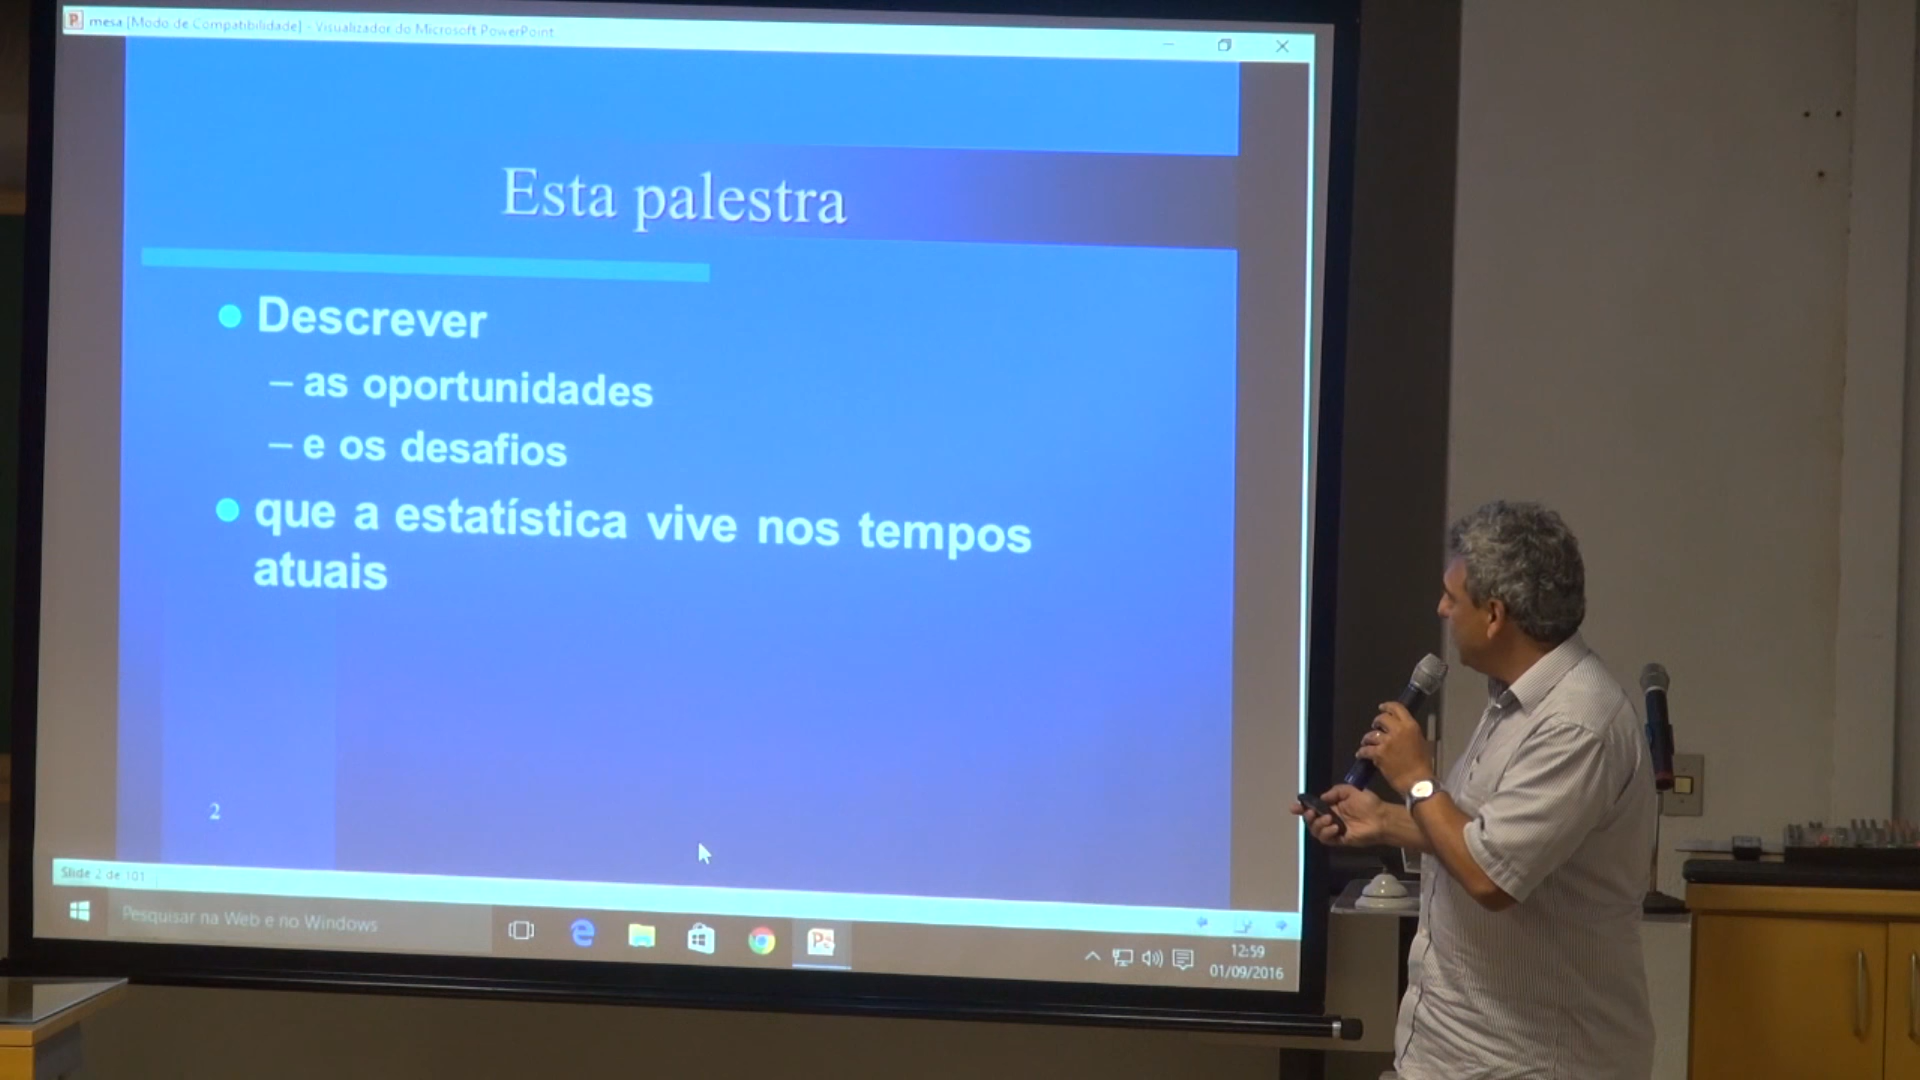 mesa [Modo de Compatibilidade] - Visualizador do Microsoft PowerPoint
Esta palestra
Descrever
– as oportunidades
– e os desafios
que a estatística vive nos tempos
atuais
2
Slide 2 de 101
Pesquisar na Web e no Windows
12:59
01/09/2016